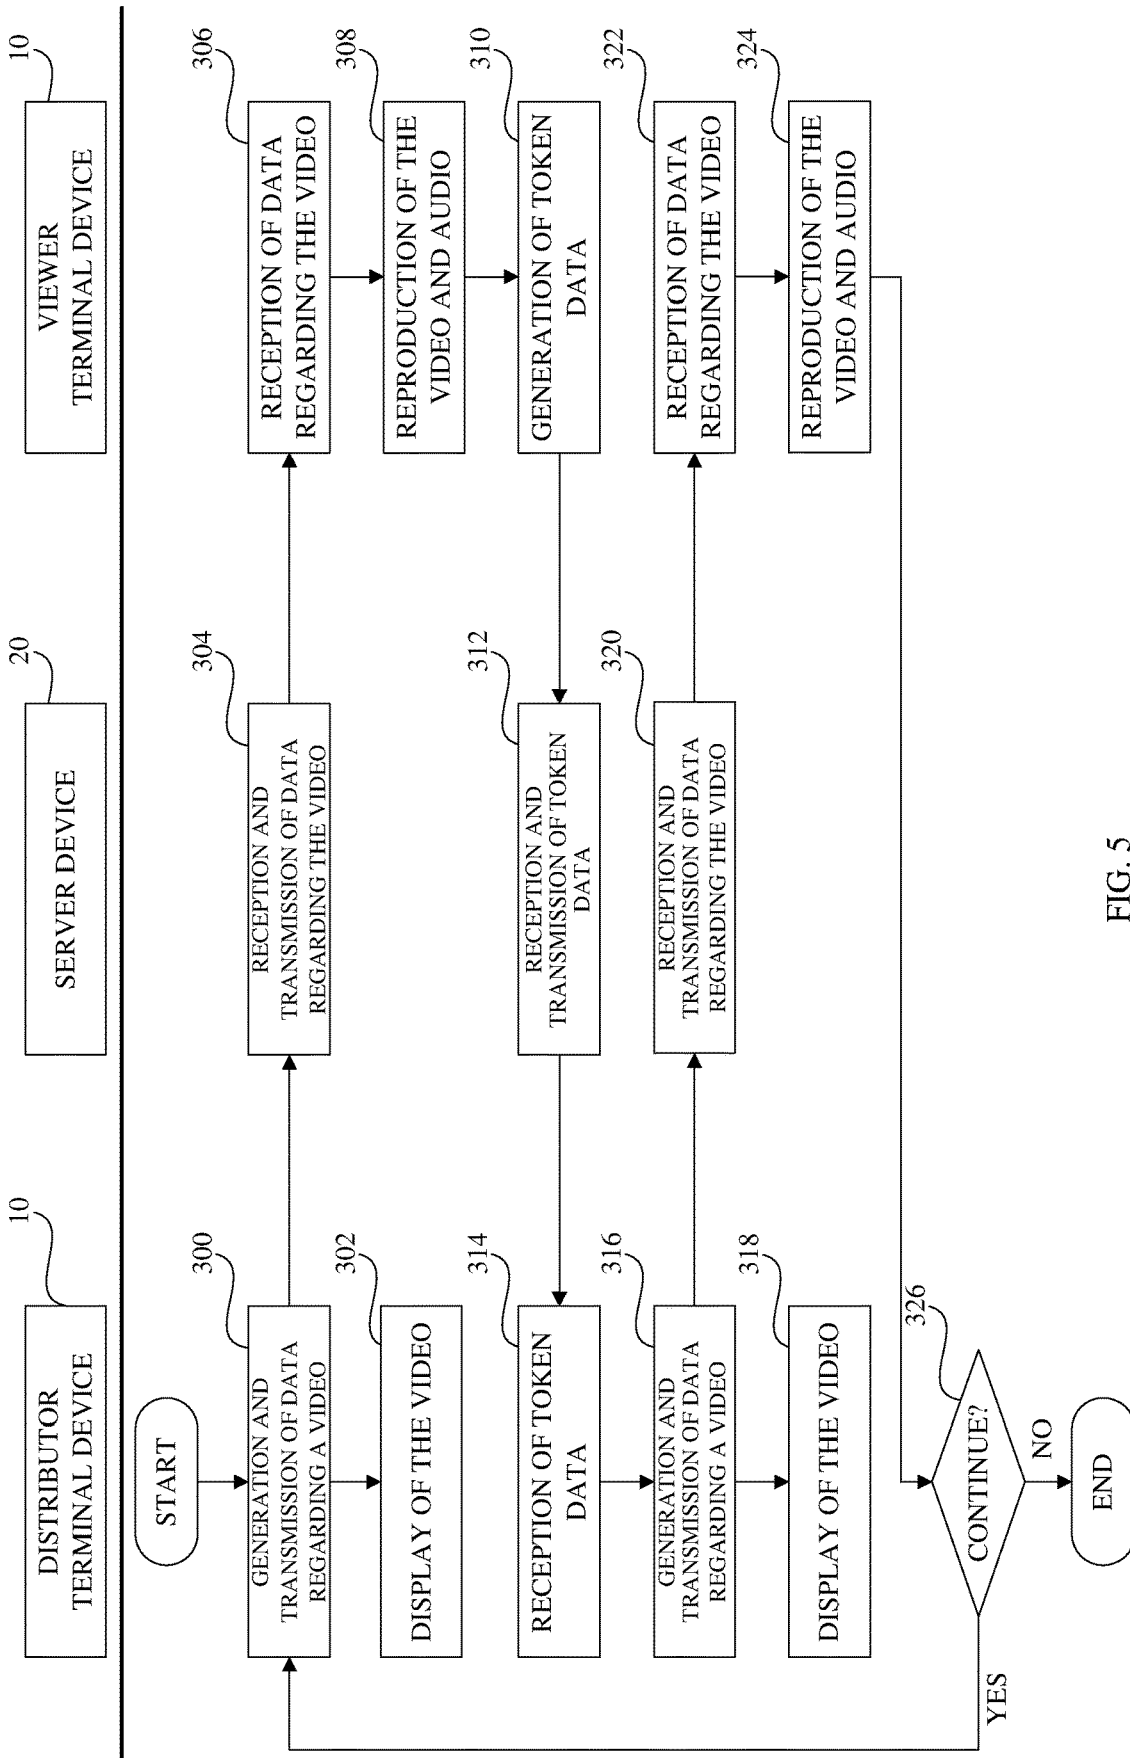 DISTRIBUTOR
TERMINAL DEVICE
10
SERVER DEVICE
20
VIEWER
TERMINAL DEVICE
10
START
300
GENERATION AND
TRANSMISSION OF DATA
REGARDING A VIDEO
304
RECEPTION AND
TRANSMISSION OF DATA
REGARDING THE VIDEO
306
RECEPTION OF DATA
REGARDING THE VIDEO
302
DISPLAY OF THE VIDEO
308
REPRODUCTION OF THE
VIDEO AND AUDIO
314
RECEPTION OF TOKEN
DATA
312
RECEPTION AND
TRANSMISSION OF TOKEN
DATA
310
GENERATION OF TOKEN
DATA
316
GENERATION AND
TRANSMISSION OF DATA
REGARDING A VIDEO
320
RECEPTION AND
TRANSMISSION OF DATA
REGARDING THE VIDEO
322
RECEPTION OF DATA
REGARDING THE VIDEO
318
DISPLAY OF THE VIDEO
324
REPRODUCTION OF THE
VIDEO AND AUDIO
326
CONTINUE?
YES
NO
END
FIG. 5